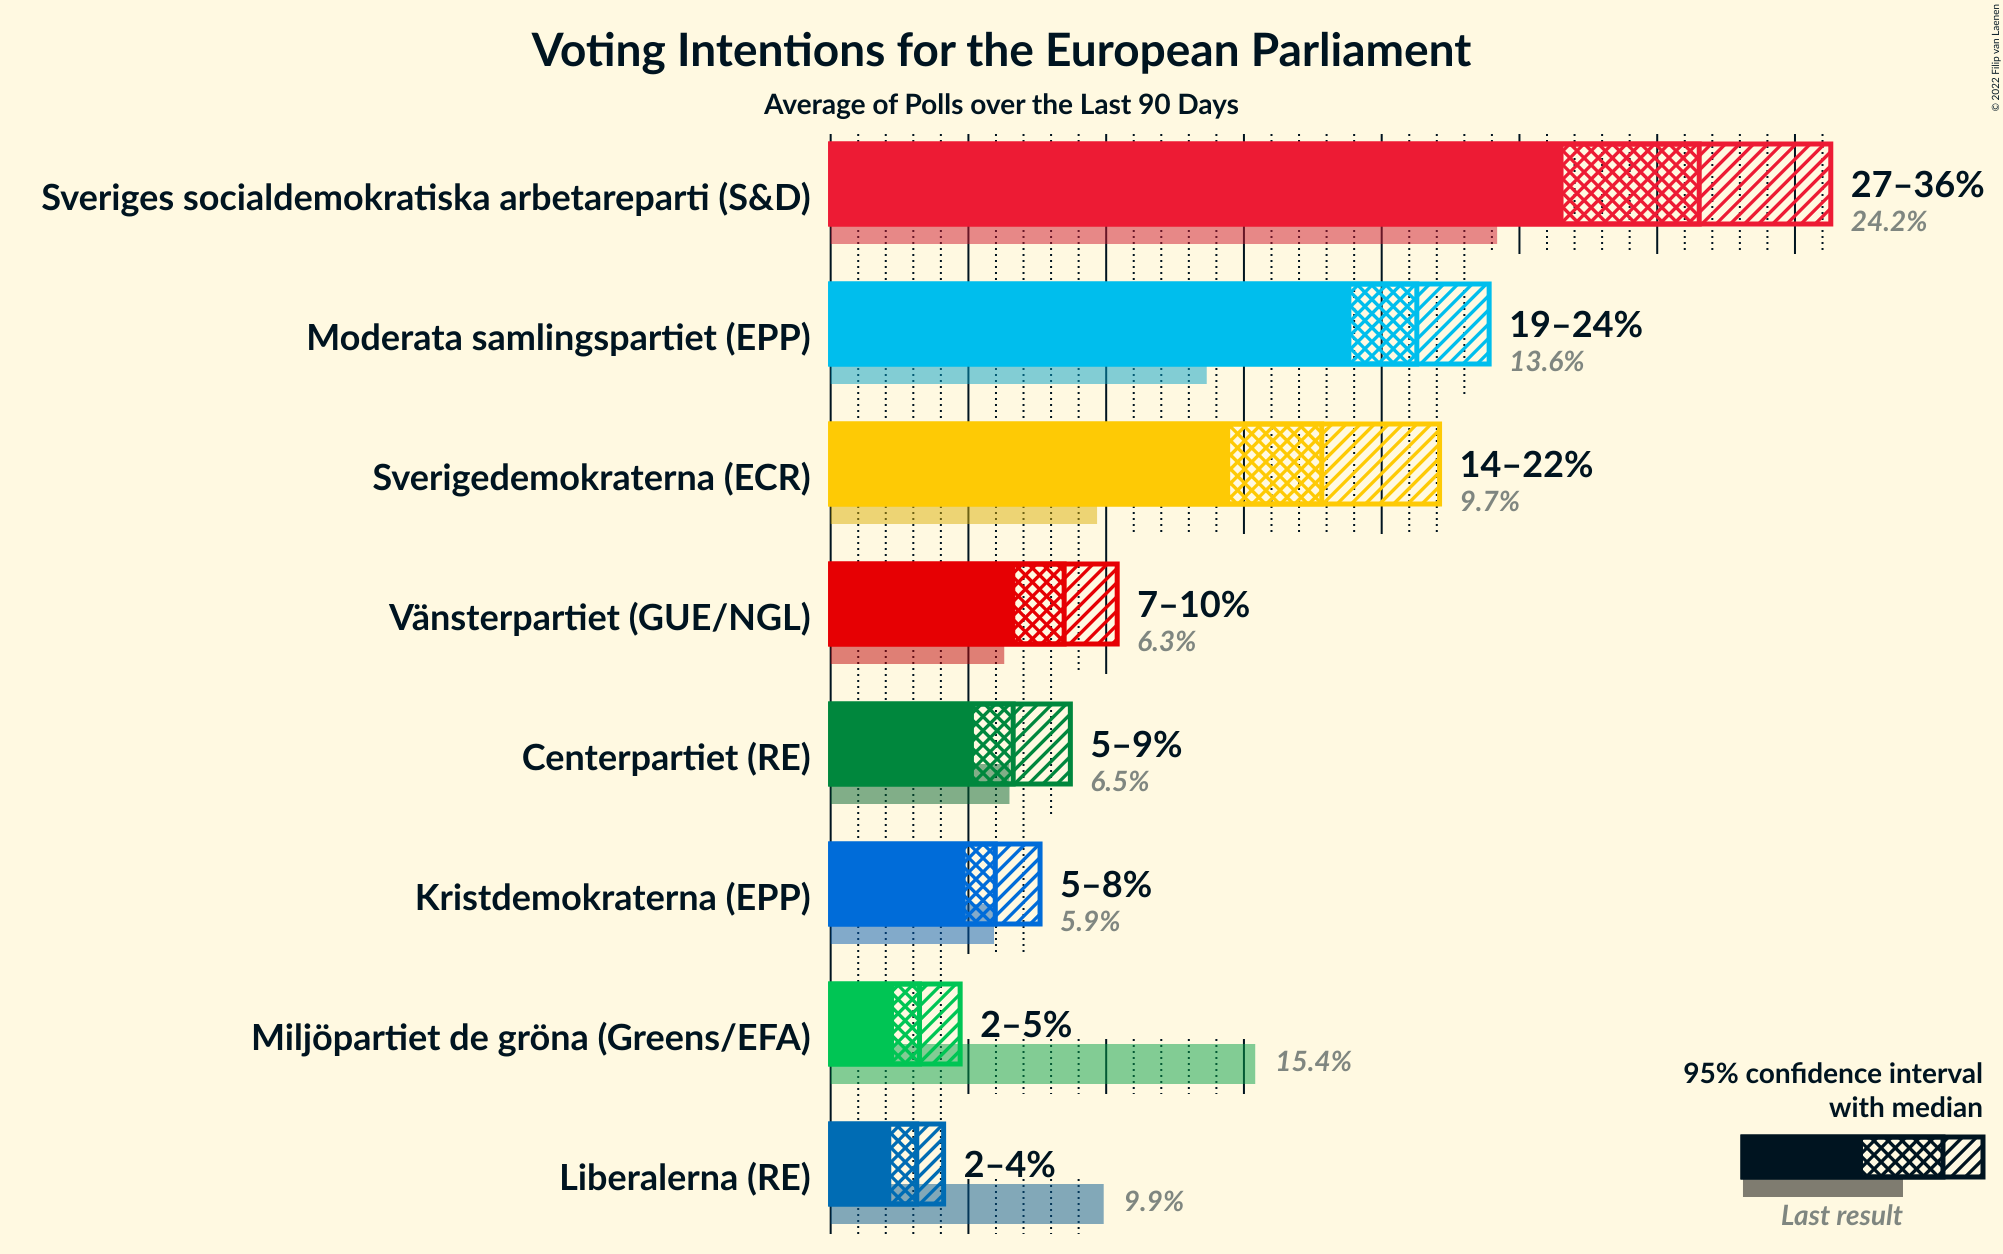 Voting Intentions for the European Parliament
Average of Polls over the Last 90 Days
© 2022 Filip van Laenen
Sveriges socialdemokratiska arbetareparti (S&D)
27–36%
24.2%
Moderata samlingspartiet (EPP)
19–24%
13.6%
Sverigedemokraterna (ECR)
14–22%
9.7%
Vänsterpartiet (GUE/NGL)
7–10%
6.3%
Centerpartiet (RE)
5–9%
6.5%
Kristdemokraterna (EPP)
5–8%
5.9%
Miljöpartiet de gröna (Greens/EFA)
2–5%
15.4%
Liberalerna (RE)
2–4%
9.9%
95% confidence interval
with median
Last result